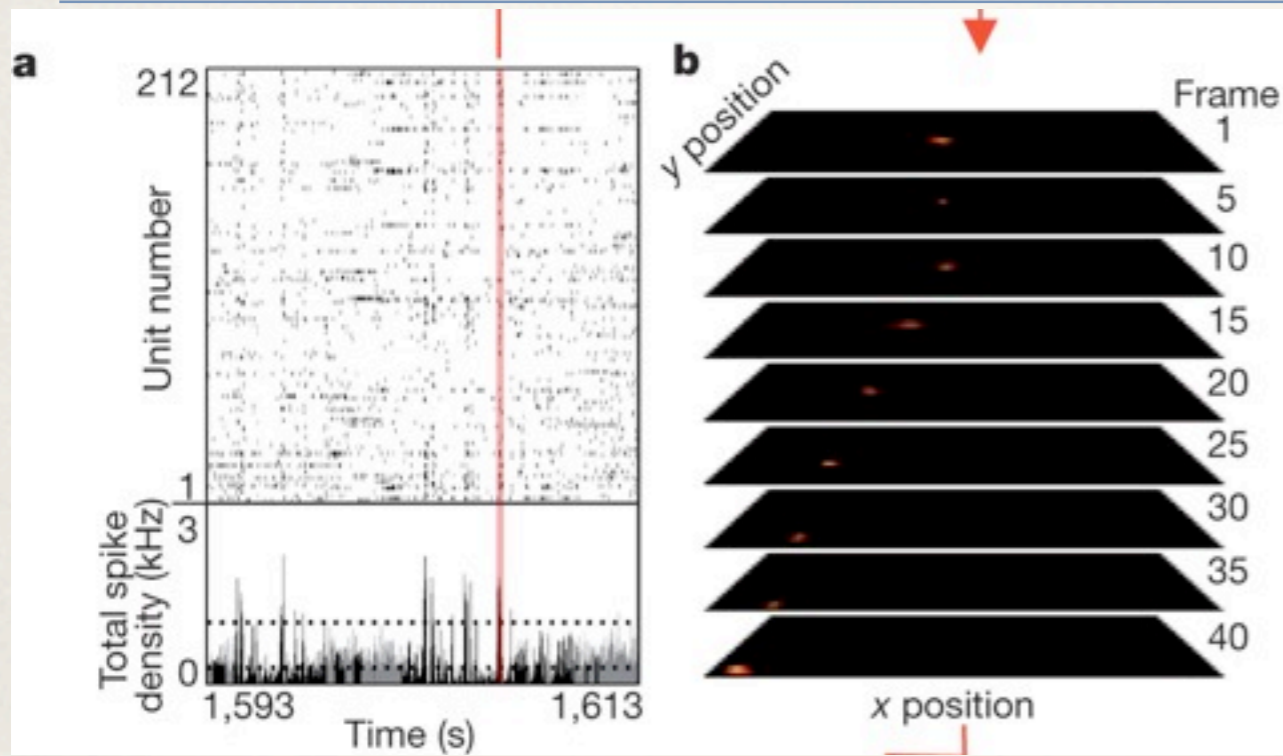 a
212
Unit number
1
3
Total spike
density (kHz)
0
1,593
1,613
Time (s)
b
y position
Frame
1
5
10
15
20
25
30
35
40
x position